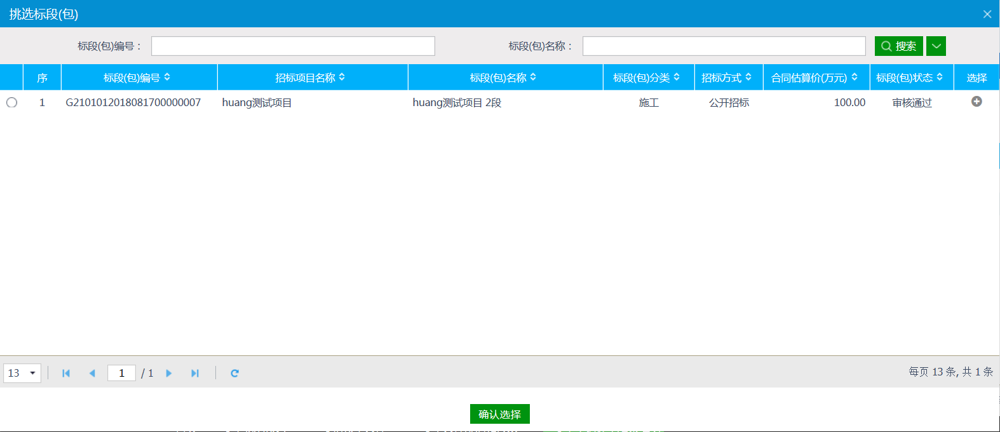 挑选标段(包)
标段(包)编号：
标段(包)名称：
搜索
序 标段(包)编号 招标项目名称 标段(包)名称 标段(包)分类 招标方式 合同估算价(万元) 标段(包)状态 选择
1 G2101012018081700000007 huang测试项目 huang测试项目 2段 施工 公开招标 100.00 审核通过
13 1 / 1 每页 13 条, 共 1 条
确认选择